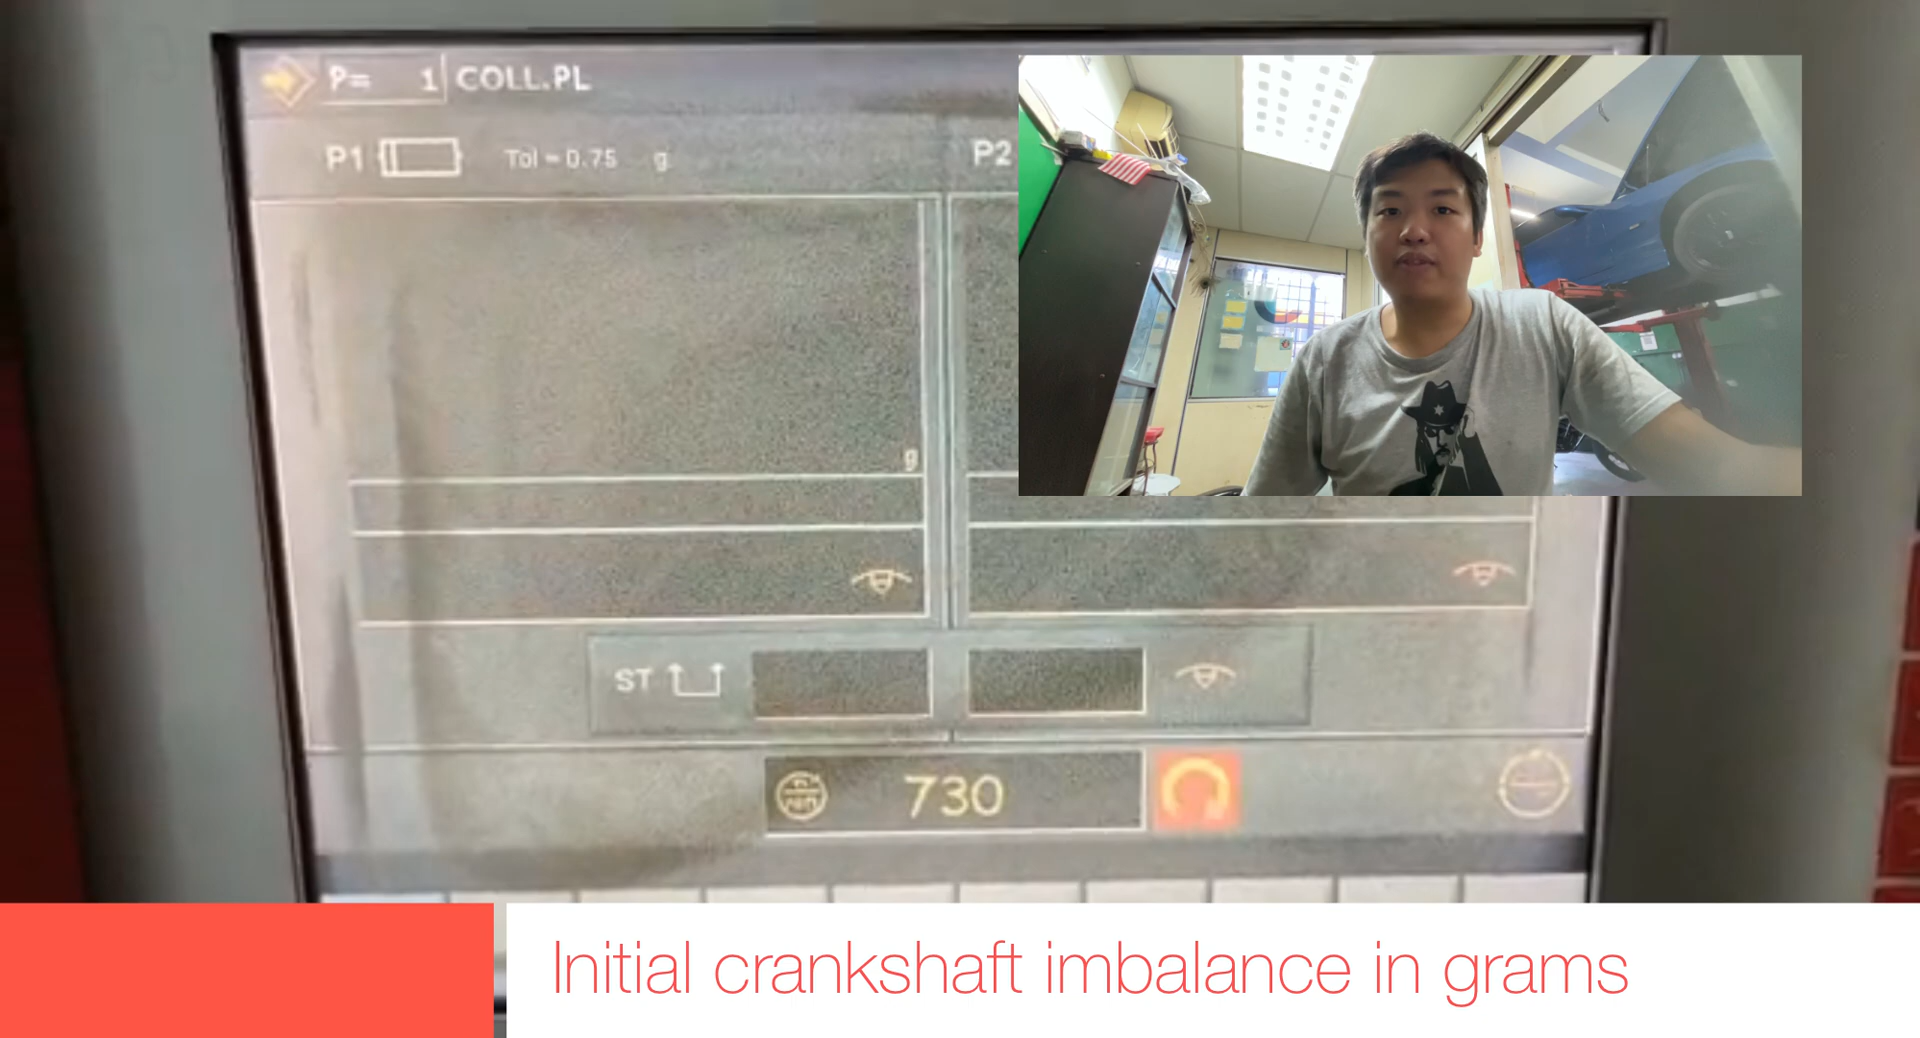 P= 1 COLL.PL
P1 Tol = 0.75 g P2
g
ST
730
Initial crankshaft imbalance in grams